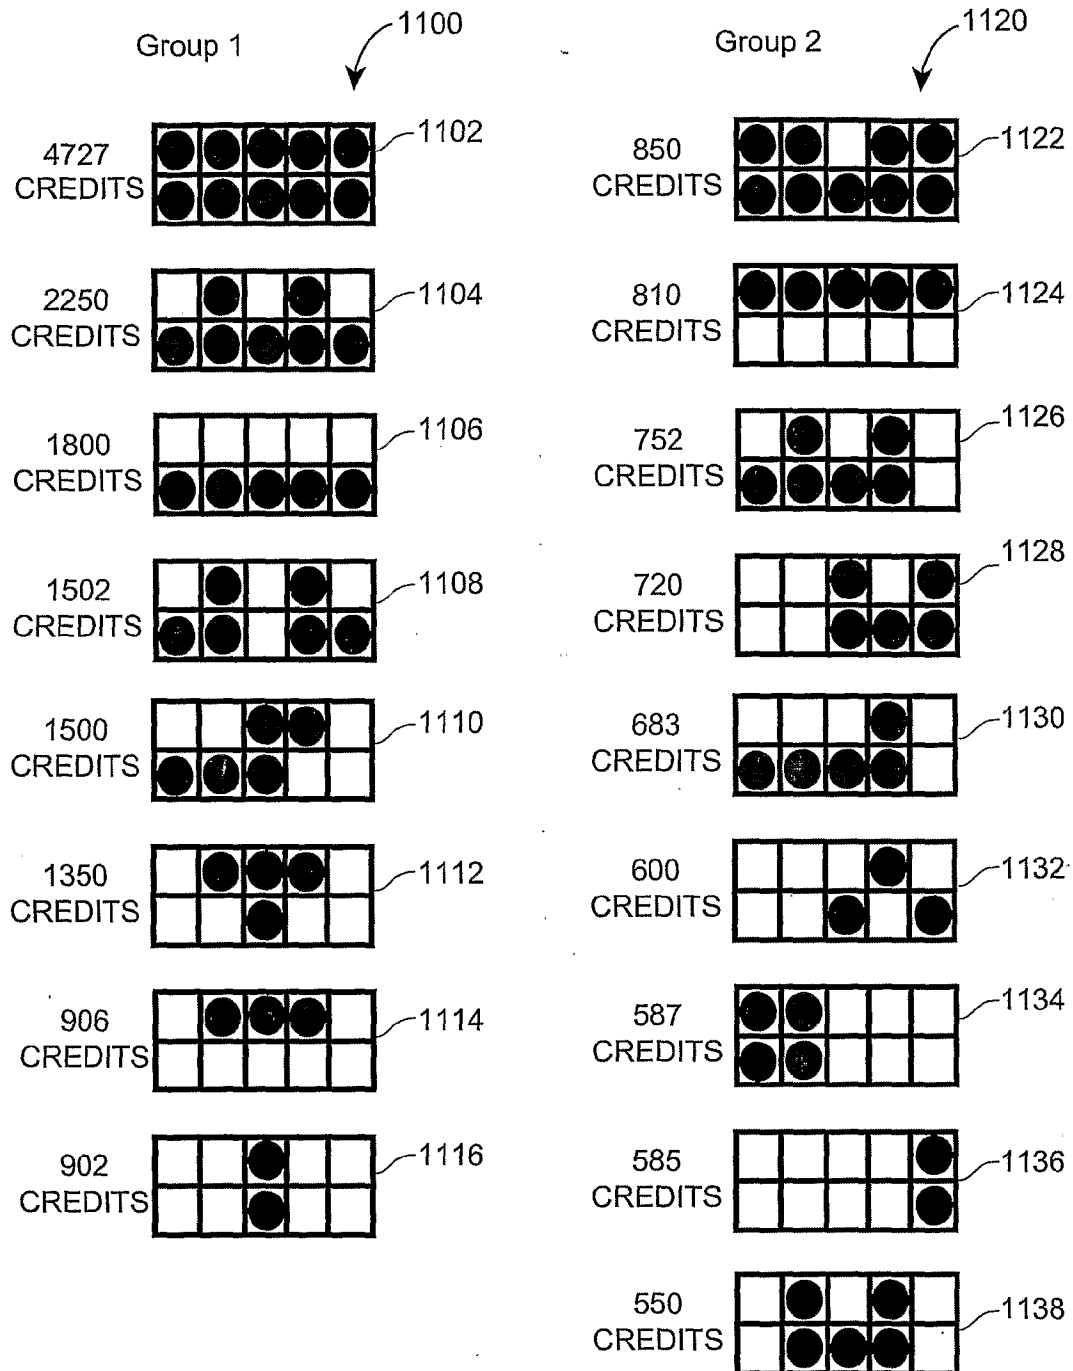 Group 1
1100
4727
CREDITS
1102
2250
CREDITS
1104
1800
CREDITS
1106
1502
CREDITS
1108
1500
CREDITS
1110
1350
CREDITS
1112
906
CREDITS
1114
902
CREDITS
1116
Group 2
1120
850
CREDITS
1122
810
CREDITS
1124
752
CREDITS
1126
720
CREDITS
1128
683
CREDITS
1130
600
CREDITS
1132
587
CREDITS
1134
585
CREDITS
1136
550
CREDITS
1138